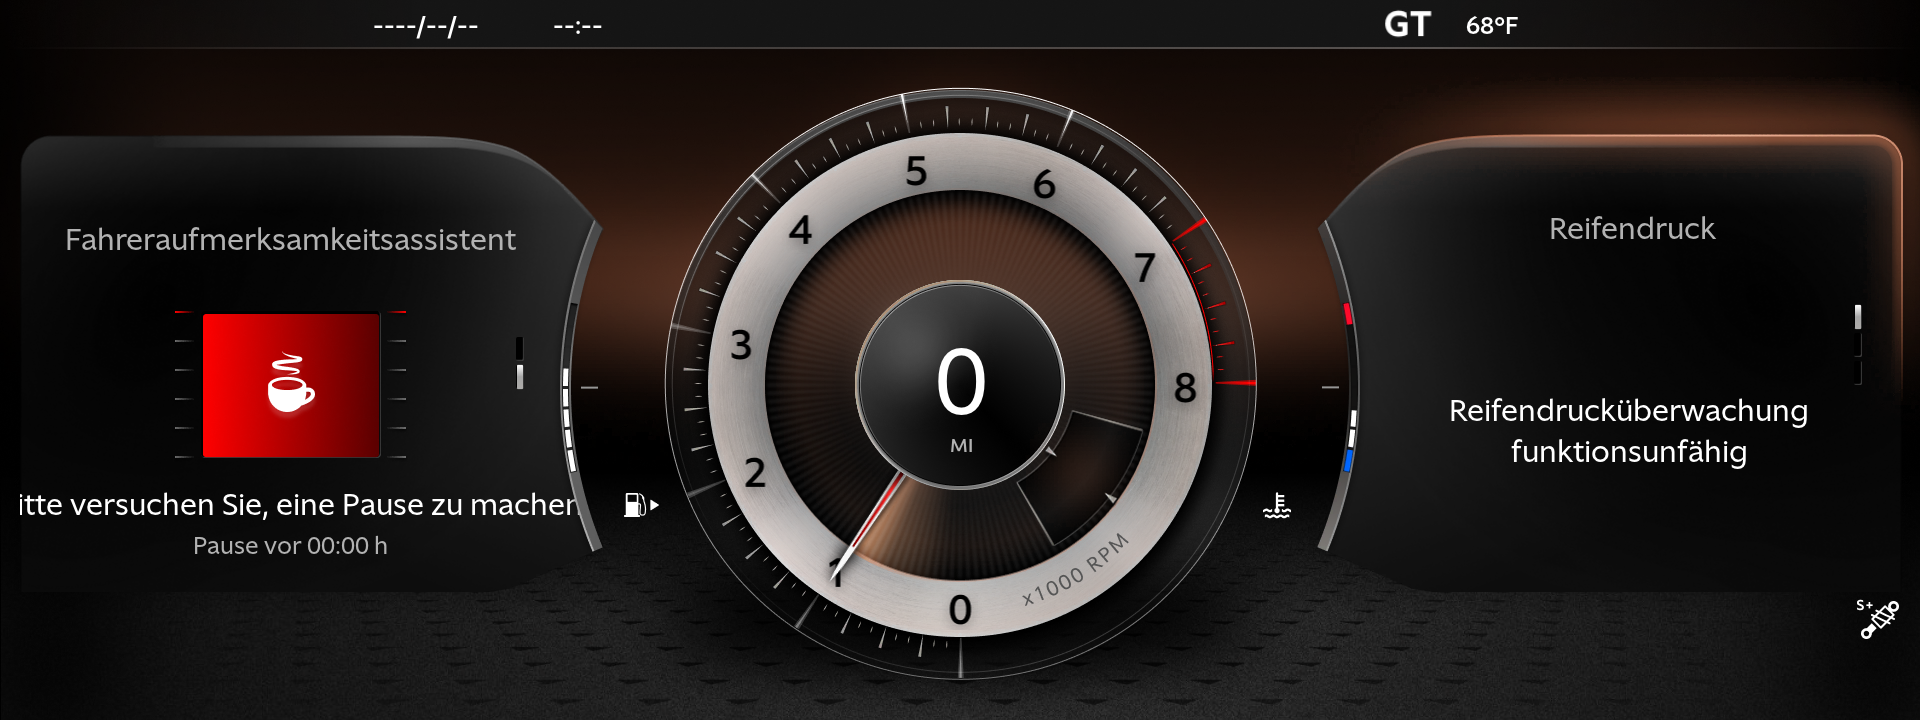 ----/--/-- --:-- GT 68°F
Fahreraufmerksamkeitsassistent
itte versuchen Sie, eine Pause zu machen
Pause vor 00:00 h
0
1
2
3
4
5
6
7
8
x1000 RPM
0
MI
Reifendruck
Reifendrucküberwachung
funktionsunfähig
S+